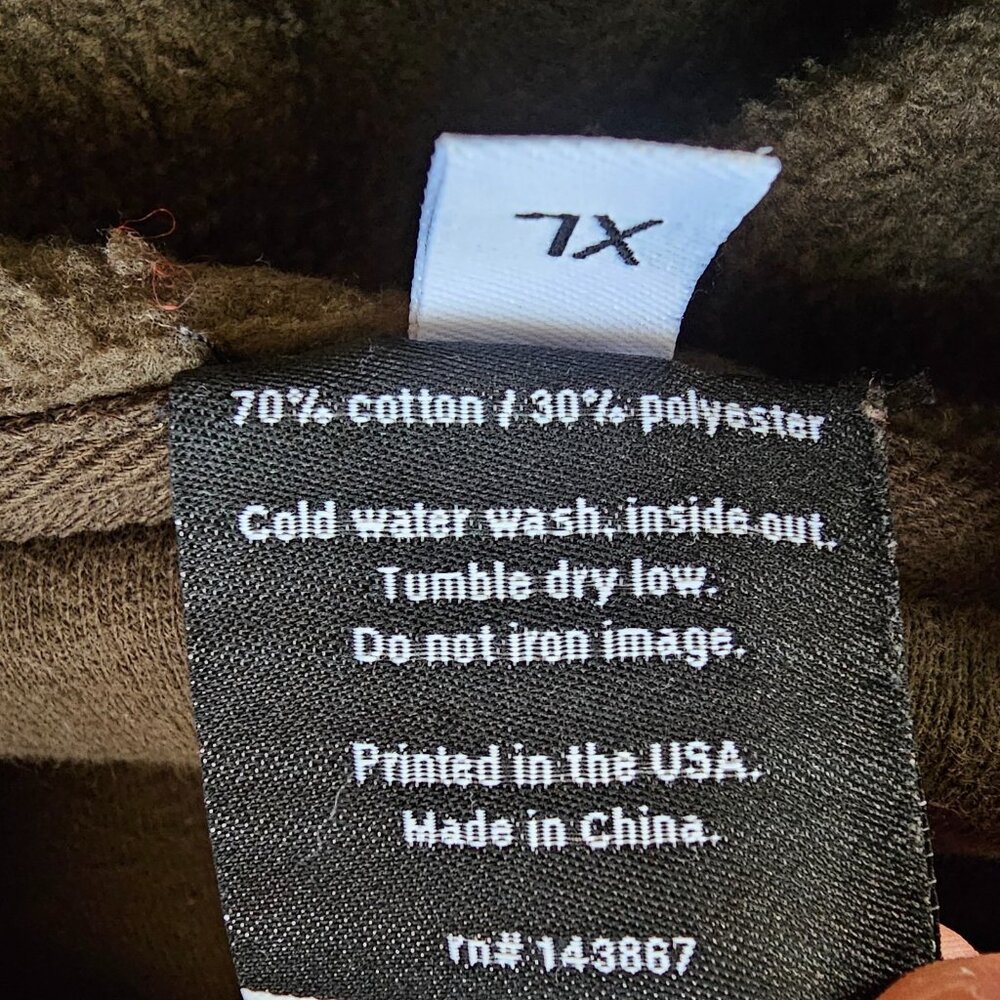 XL
70% cotton / 30% polyester
Cold water wash, inside out.
Tumble dry low.
Do not iron image.
Printed in the USA.
Made in China.
rn# 143867